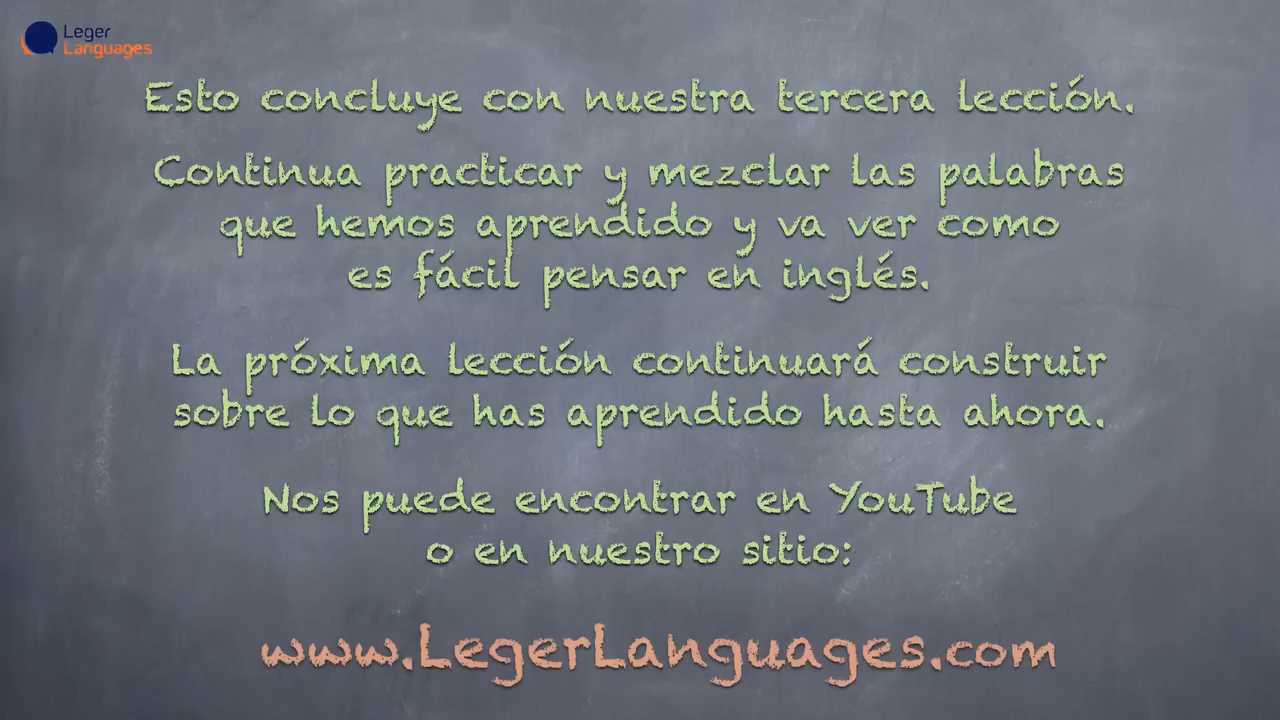 Leger
Languages
Esto concluye con nuestra tercera lección.
Continua practicar y mezclar las palabras
que hemos aprendido y va ver como
es fácil pensar en inglés.
La próxima lección continuará construir
sobre lo que has aprendido hasta ahora.
Nos puede encontrar en YouTube
o en nuestro sitio:
www.LegerLanguages.com